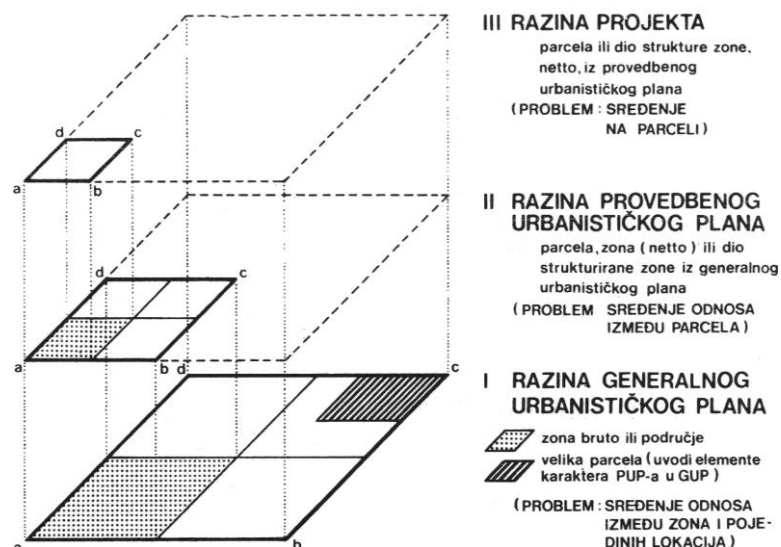 III RAZINA PROJEKTA
parcela ili dio strukture zone,
netto, iz provedbenog
urbanističkog plana
(PROBLEM : SREĐENJE
NA PARCELI)
d c
a b
II RAZINA PROVEDBENOG
URBANISTIČKOG PLANA
parcela, zona (netto) ili dio
strukturirane zone iz generalnog
urbanističkog plana
(PROBLEM SREĐENJE ODNOSA
IZMEĐU PARCELA)
d c
a b
d c
I RAZINA GENERALNOG
URBANISTIČKOG PLANA
zona bruto ili područje
velika parcela (uvodi elemente
karaktera PUP-a u GUP)
(PROBLEM : SREĐENJE ODNOSA
IZMEĐU ZONA I POJE-
DINIH LOKACIJA)
a b